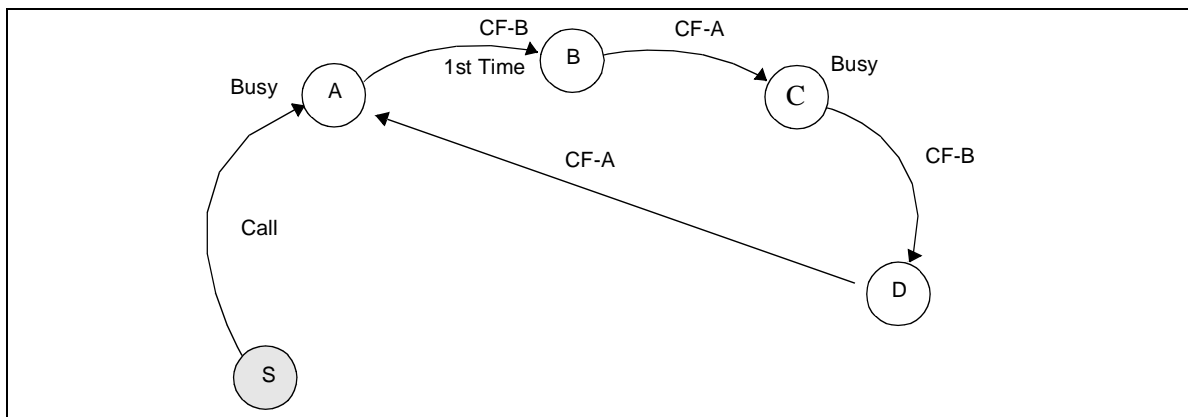 CF-B
CF-A
1st Time
B
Busy
Busy
A
C
CF-B
CF-A
Call
D
S